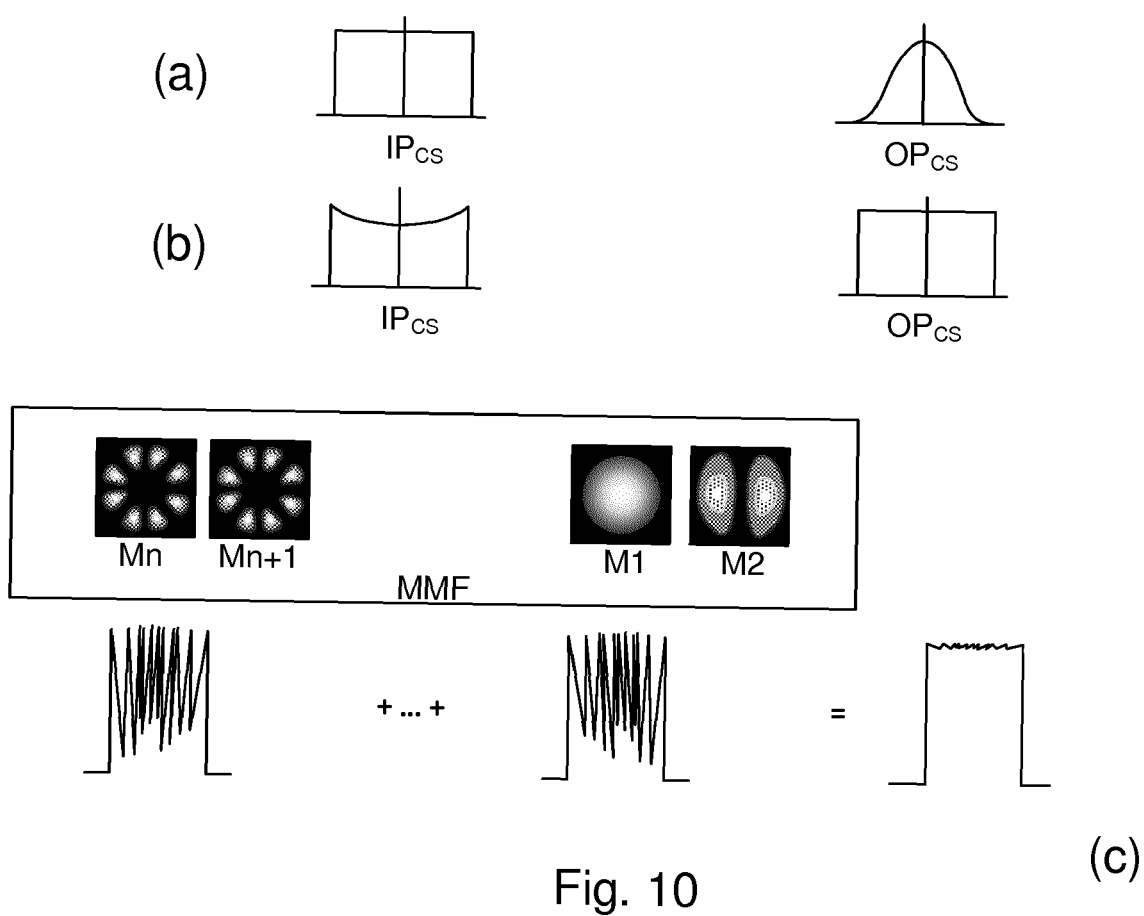 (a)
IPCS OPCS
(b)
IPCS OPCS
Mn Mn+1 M1 M2
MMF
+ ... + =
(c)
Fig. 10